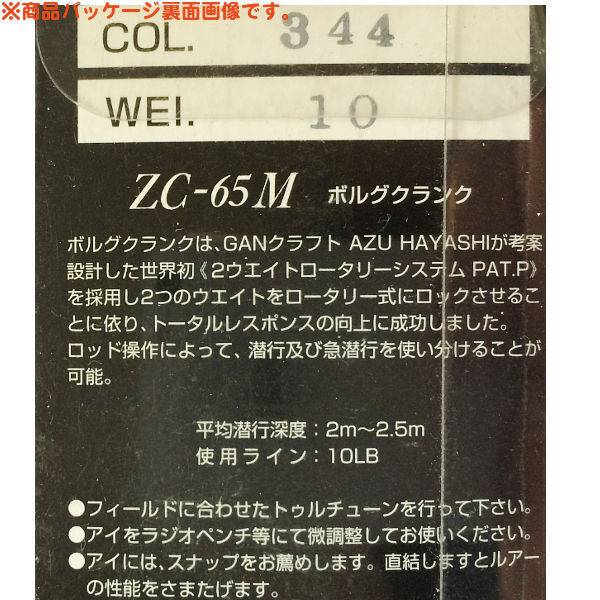 ※商品パッケージ裏面画像です。
COL. 344
WEI. 10
ZC-65M ボルグクランク
ボルグクランクは、GANクラフト AZU HAYASHIが考案
設計した世界初《2ウエイトロータリーシステム PAT.P》
を採用し2つのウエイトをロータリー式にロックさせるこ
とに依り、トータルレスポンスの向上に成功しました。
ロッド操作によって、潜行及び急潜行を使い分けることが
可能。
平均潜行深度：2m～2.5m
使用ライン：10LB
●フィールドに合わせたトゥルチューンを行って下さい。
●アイをラジオペンチ等にて微調整してお使いください。
●アイには、スナップをお薦めします。直結しますとルアー
の性能をさまたげます。